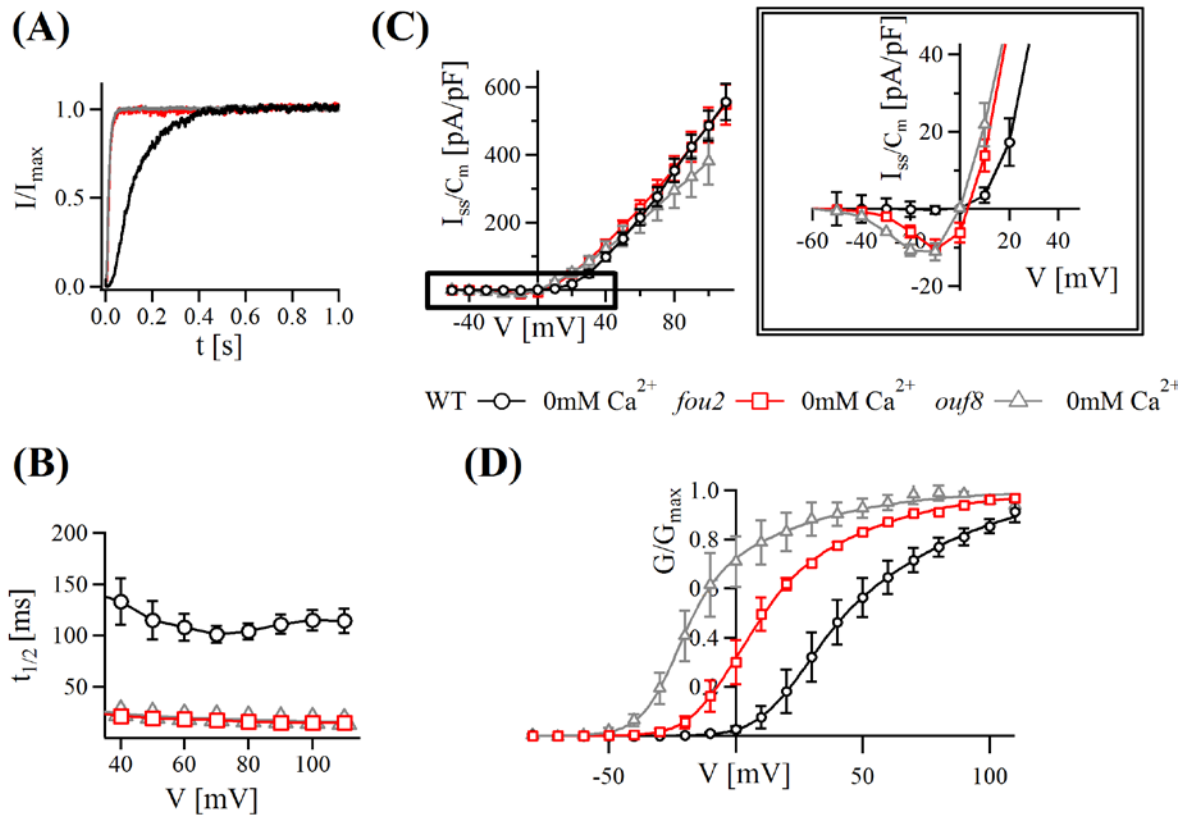 (A)
I/Imax
1.0
0.5
0.0
0.0 0.2 0.4 0.6 0.8 1.0
t [s]
(C)
Iss/Cm [pA/pF]
600
400
200
-40 40 80
V [mV]
Iss/Cm [pA/pF]
40
20
-60 -40 -20 0 20 40
-20
V [mV]
WT 0mM Ca2+ fou2 0mM Ca2+ ouf8 0mM Ca2+
(B)
t1/2 [ms]
200
150
100
50
40 60 80 100
V [mV]
(D)
G/Gmax
1.0
0.8
0.6
0.4
0.2
-50 0 50 100
V [mV]